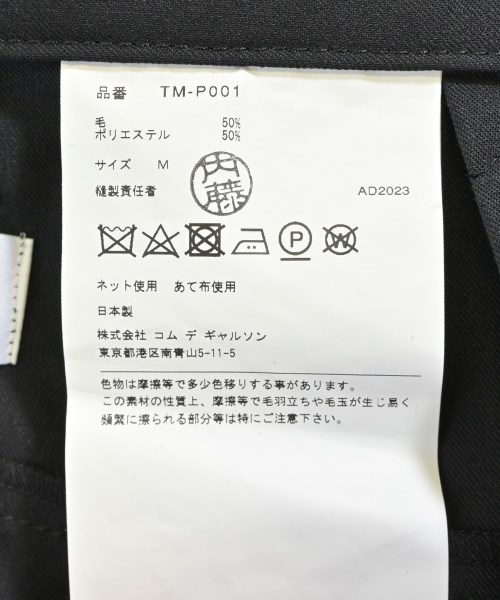 品番 TM-P001
毛 50%
ポリエステル 50%
サイズ M
内藤
縫製責任者 AD2023
P W
ネット使用 あて布使用
日本製
株式会社 コム デ ギャルソン
東京都港区南青山5-11-5
色物は摩擦等で多少色移りする事があります。
この素材の性質上、摩擦等で毛羽立ちや毛玉が生じ易く
頻繁に擦られる部分等は特にご注意下さい。